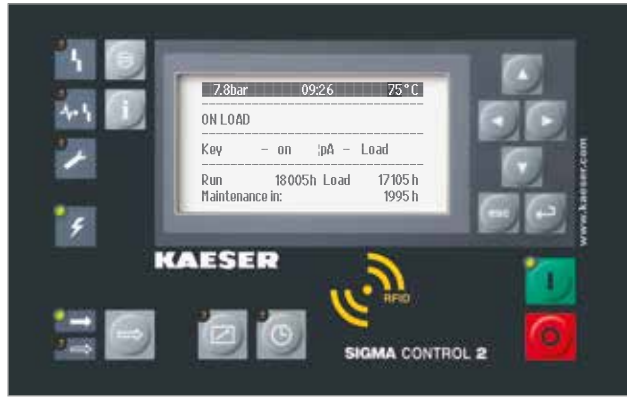 7.8bar 09:26 75°C
ON LOAD
Key - on ¦pA - Load
Run 18005h Load 17105h
Maintenance in: 1995h
esc
www.kaeser.com
KAESER
RFID
I
O
SIGMA CONTROL 2